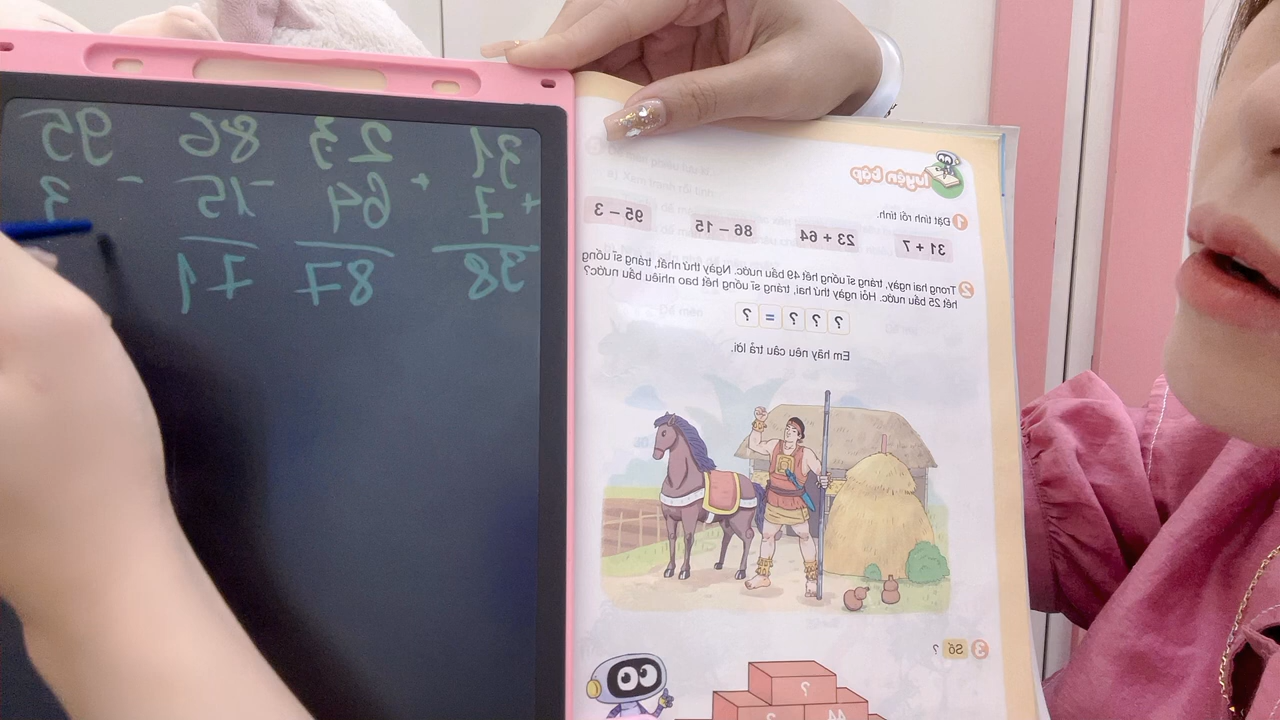 31 23 86 95
+ 7 + 64 - 15 - 3
38 87 71
Luyện tập
1 Đặt tính rồi tính.
31 + 7 23 + 64 86 – 15 95 – 3
2 Trong hai ngày, tráng sĩ uống hết 49 bầu nước. Ngày thứ nhất, tráng sĩ uống
hết 25 bầu nước. Hỏi ngày thứ hai, tráng sĩ uống hết bao nhiêu bầu nước?
? ? ? = ?
Em hãy nêu câu trả lời.
3 Số ?
?
? 44